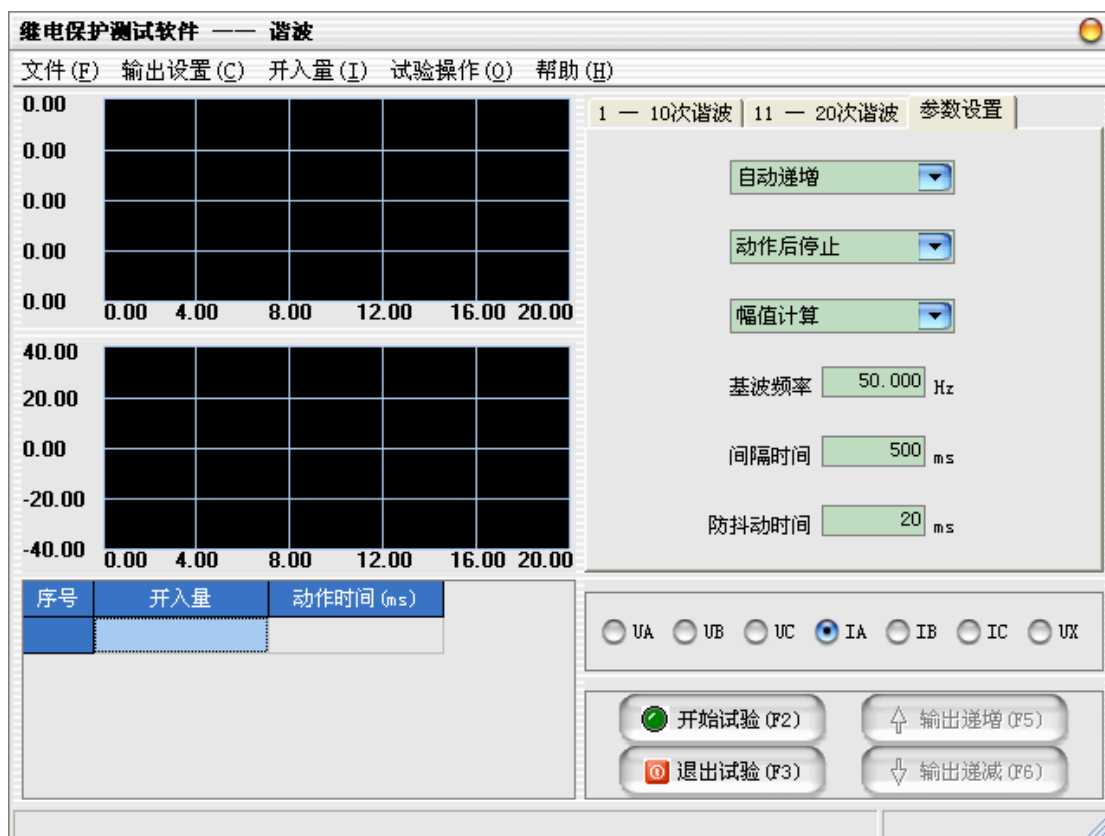 继电保护测试软件 —— 谐波
文件(F) 输出设置(C) 开入量(I) 试验操作(O) 帮助(H)
0.00
0.00
0.00
0.00
0.00
0.00 4.00 8.00 12.00 16.00 20.00
40.00
20.00
0.00
-20.00
-40.00
0.00 4.00 8.00 12.00 16.00 20.00
序号 开入量 动作时间(ms)
1 — 10次谐波 11 — 20次谐波 参数设置
自动递增
动作后停止
幅值计算
基波频率 50.000 Hz
间隔时间 500 ms
防抖动时间 20 ms
UA UB UC IA IB IC UX
开始试验(F2) 输出递增(F5)
退出试验(F3) 输出递减(F6)